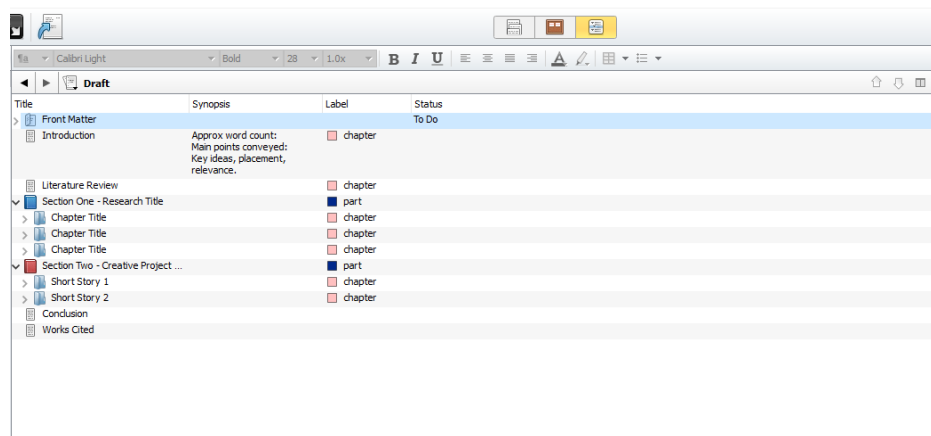 ¶a Calibri Light Bold 28 1.0x B I U A
Draft
Title Synopsis Label Status
Front Matter To Do
Introduction Approx word count: chapter
Main points conveyed:
Key ideas, placement,
relevance.
Literature Review chapter
Section One - Research Title part
Chapter Title chapter
Chapter Title chapter
Chapter Title chapter
Section Two - Creative Project ... part
Short Story 1 chapter
Short Story 2 chapter
Conclusion
Works Cited